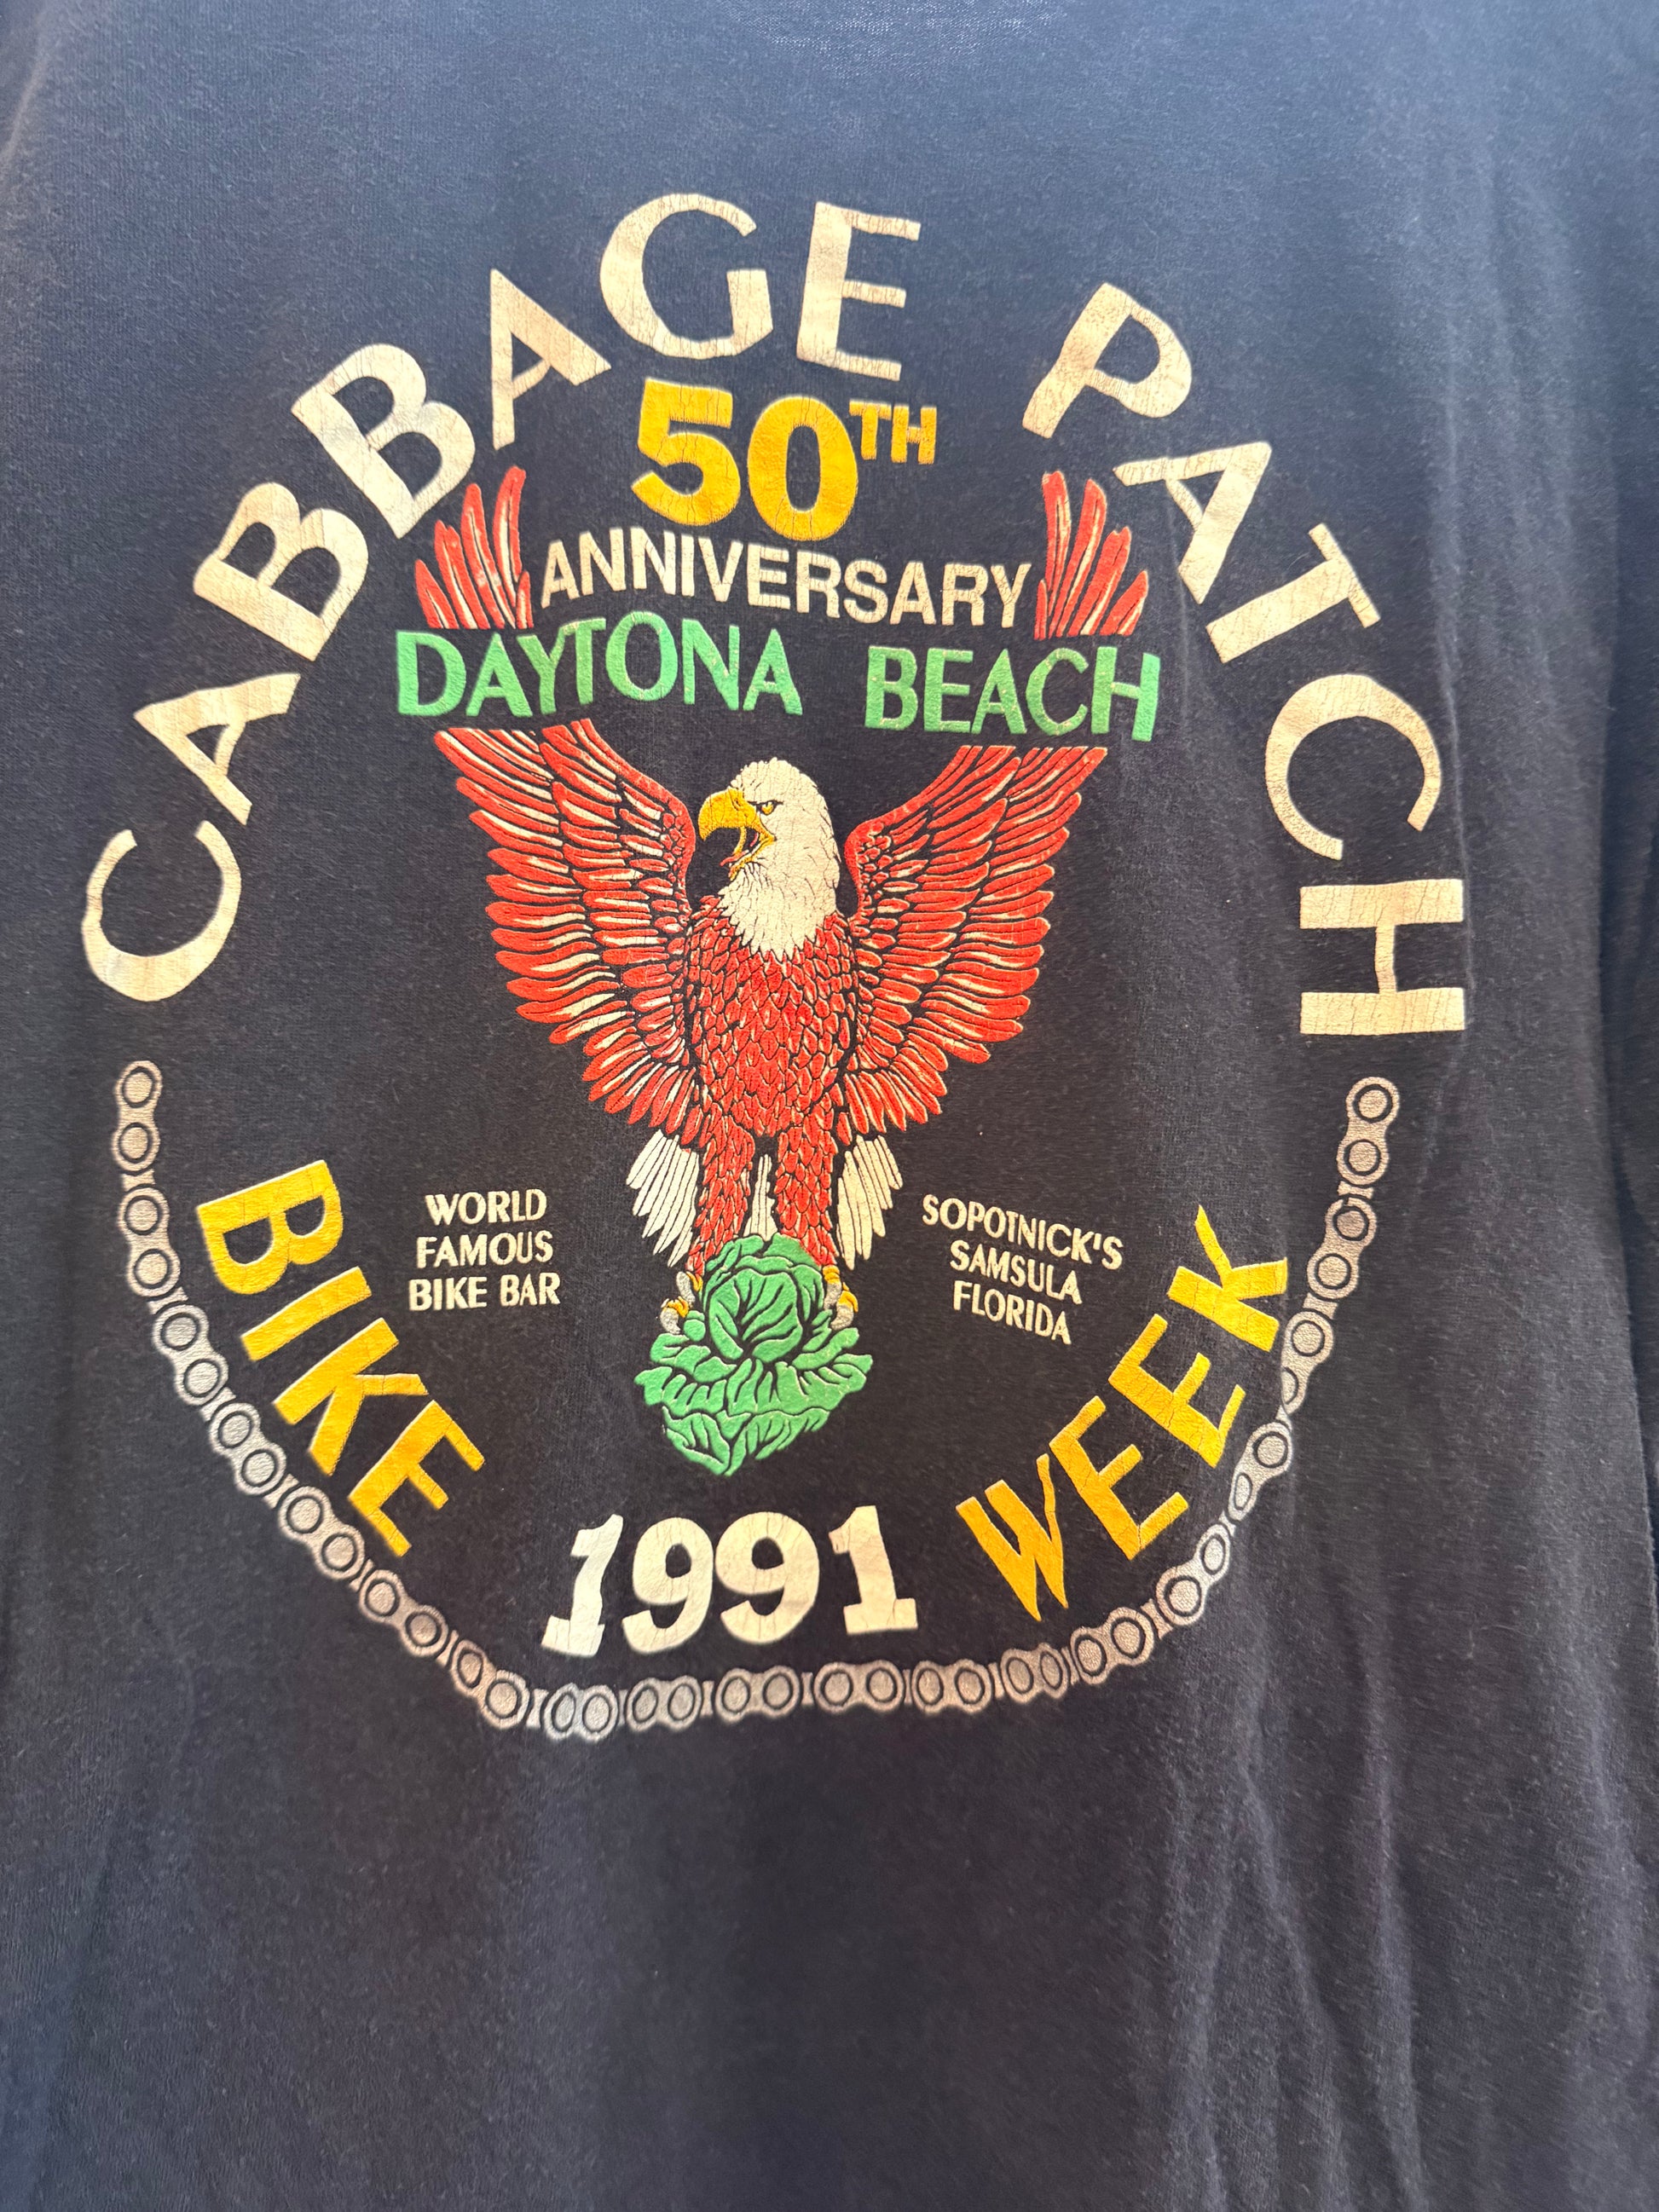 CABBAGE PATCH
50TH
ANNIVERSARY
DAYTONA BEACH
WORLD
FAMOUS
BIKE BAR
SOPOTNICK'S
SAMSULA
FLORIDA
BIKE WEEK
1991